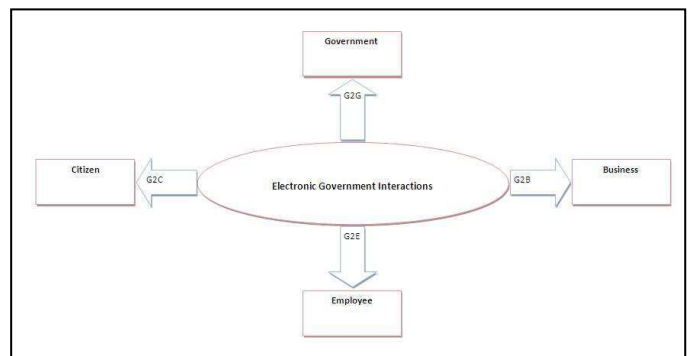 Government
G2G
Citizen
G2C
Electronic Government Interactions
G2B
Business
G2E
Employee